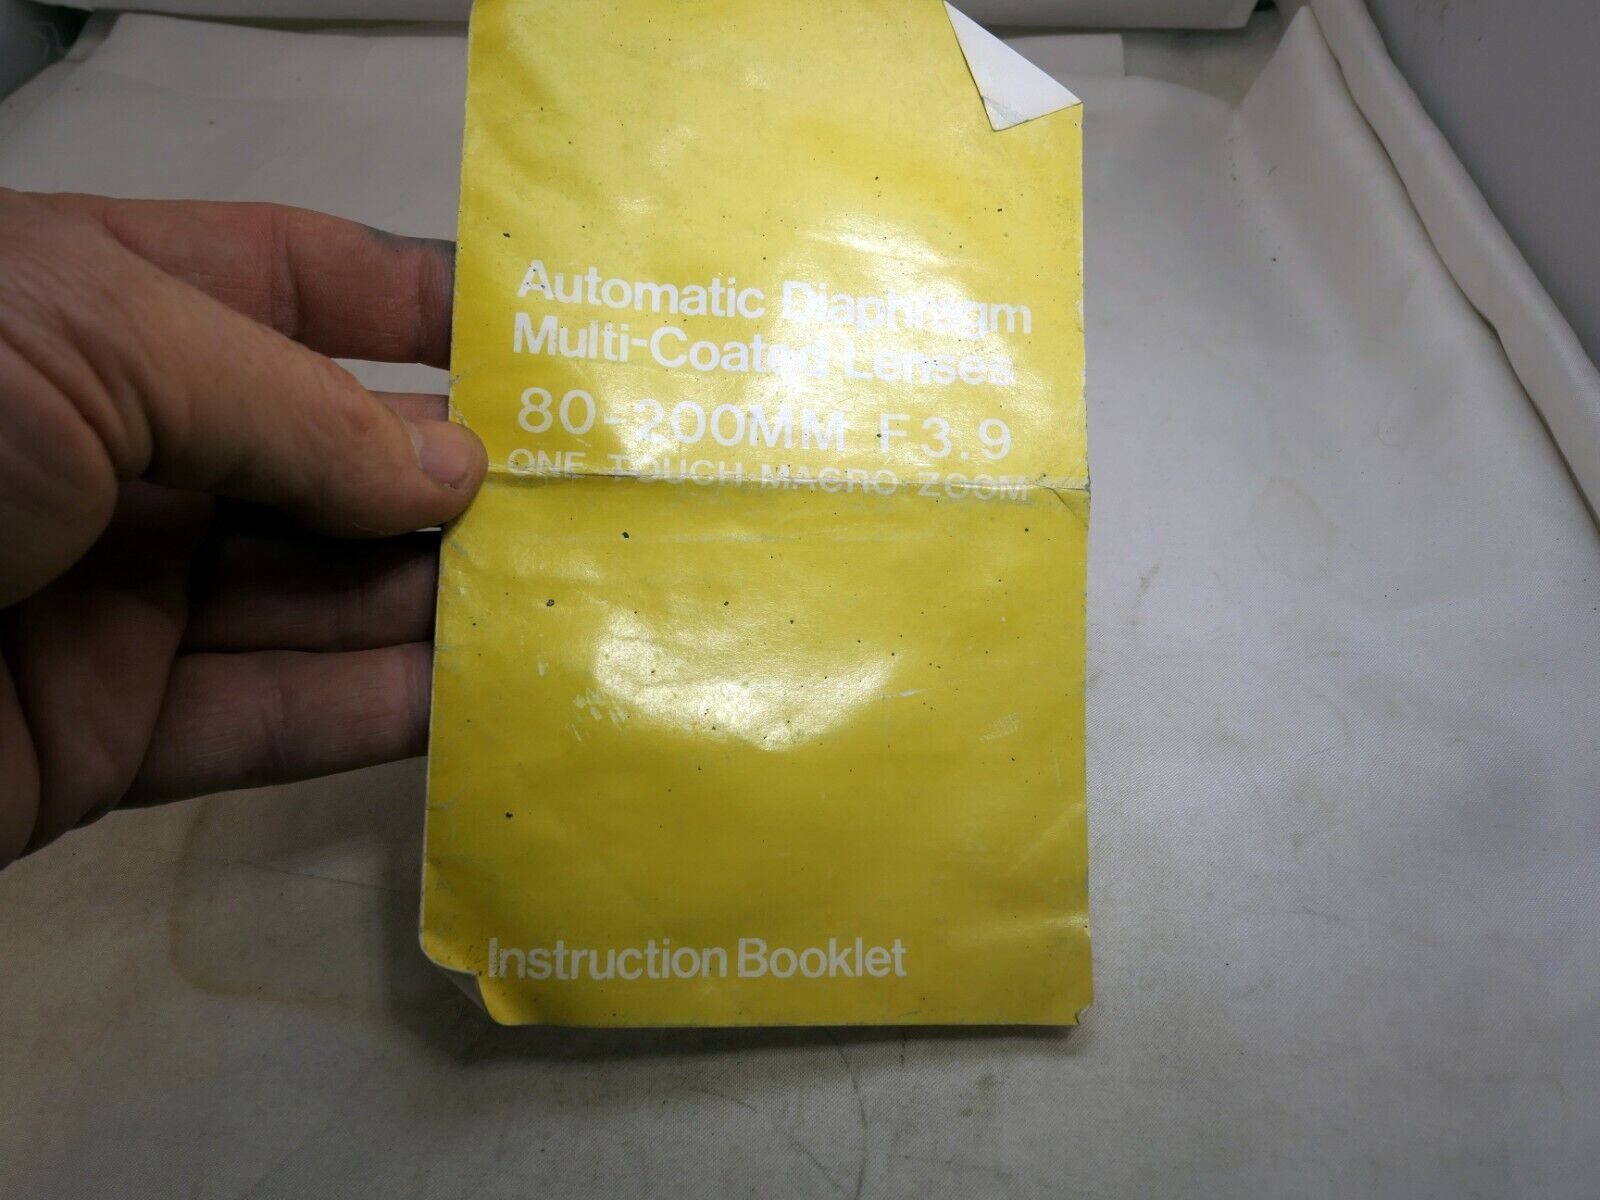 Automatic Diaphragm
Multi-Coated Lenses
80-200MM F3.9
ONE TOUCH MACRO ZOOM
Instruction Booklet